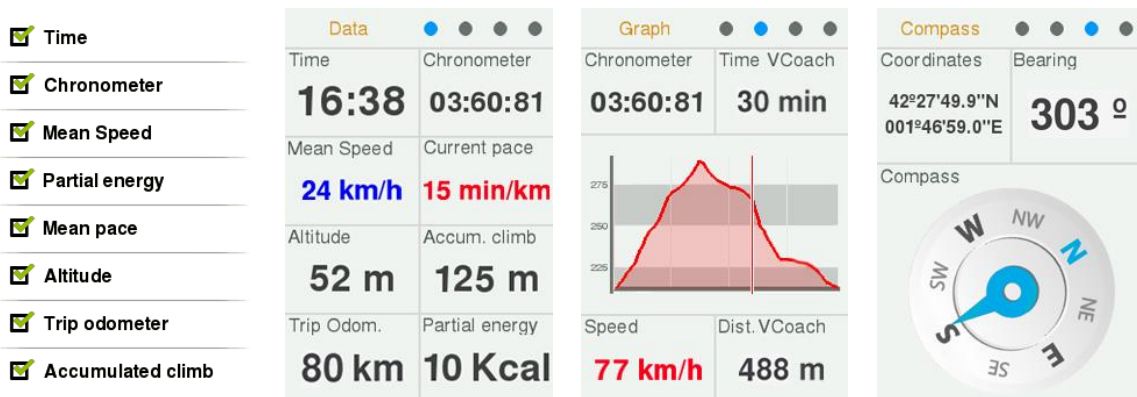 Time
Chronometer
Mean Speed
Partial energy
Mean pace
Altitude
Trip odometer
Accumulated climb
Data
Time Chronometer
16:38 03:60:81
Mean Speed Current pace
24 km/h 15 min/km
Altitude Accum. climb
52 m 125 m
Trip Odom. Partial energy
80 km 10 Kcal
Graph
Chronometer Time VCoach
03:60:81 30 min
275
250
225
Speed Dist.VCoach
77 km/h 488 m
Compass
Coordinates Bearing
42º27'49.9"N
001º46'59.0"E
303 º
Compass
N
NE
E
SE
S
SW
W
NW